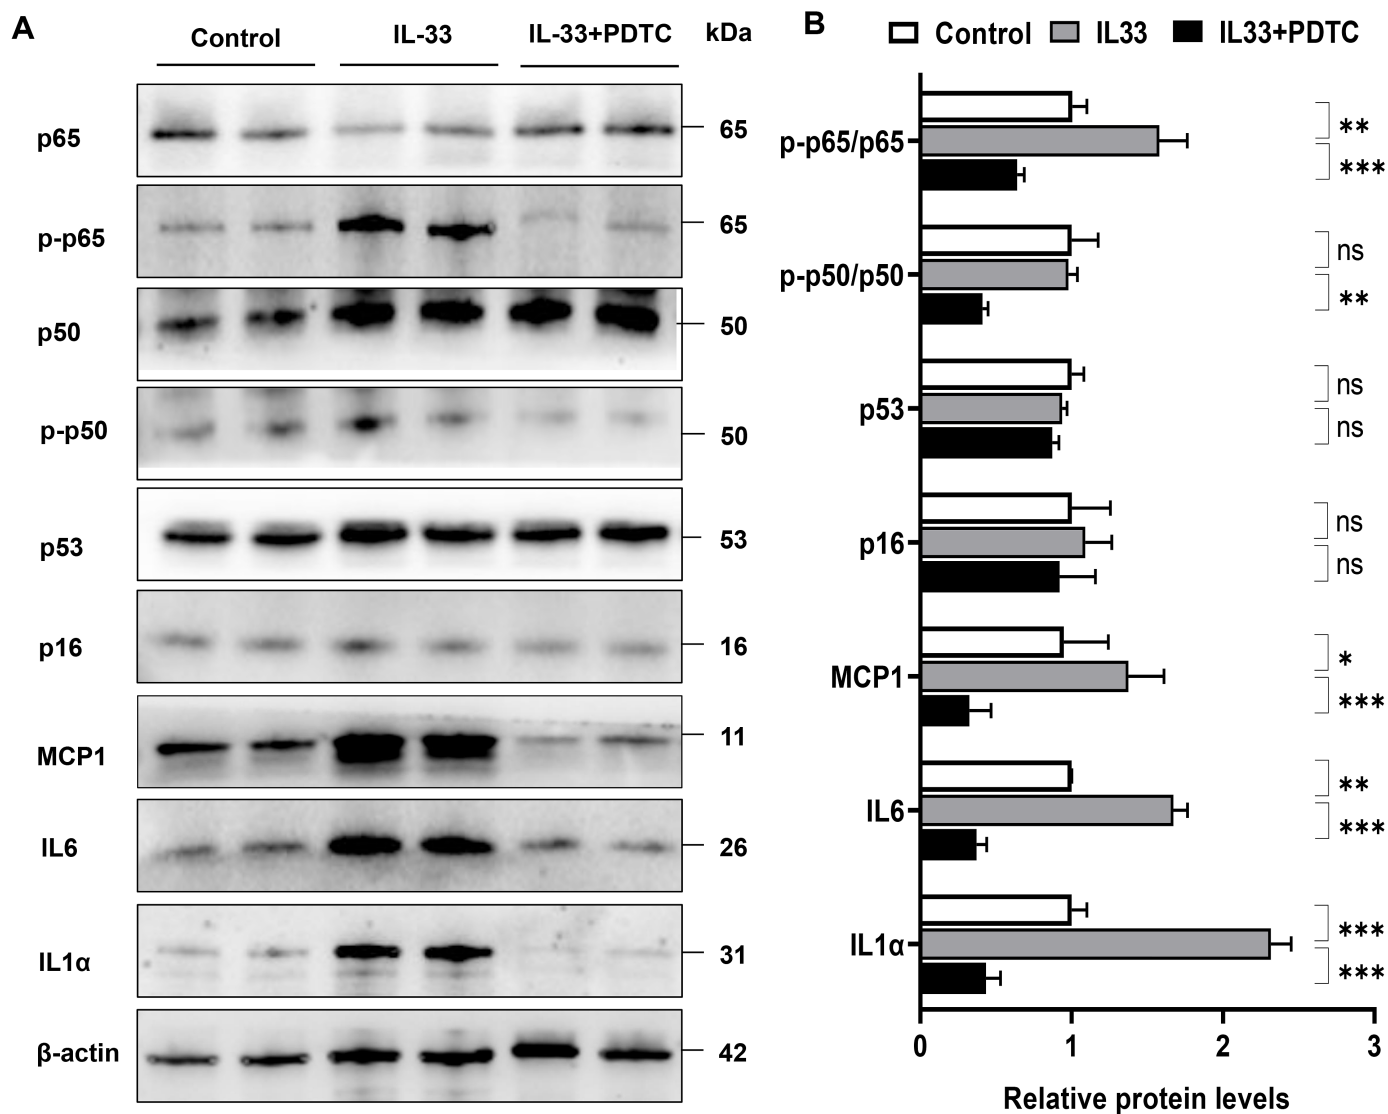 A
Control
IL-33
IL-33+PDTC
kDa
p65
65
p-p65
65
p50
50
p-p50
50
p53
53
p16
16
MCP1
11
IL6
26
IL1α
31
β-actin
42
B
Control
IL33
IL33+PDTC
p-p65/p65
**
***
p-p50/p50
ns
**
p53
ns
ns
p16
ns
ns
MCP1
*
***
IL6
**
***
IL1α
***
***
0 1 2 3
Relative protein levels